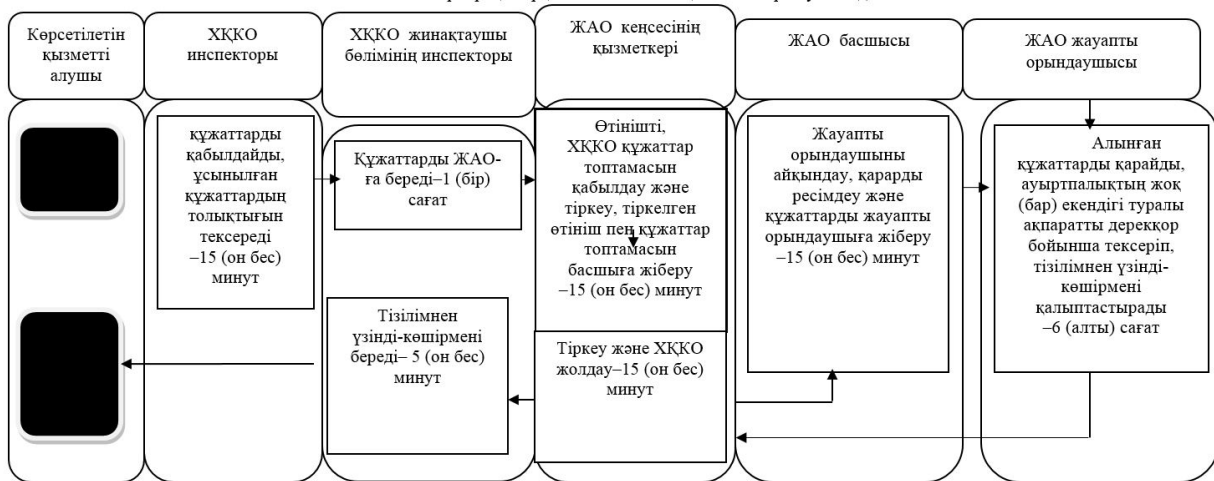 Көрсетілетін
қызметті
алушы
ХҚКО
инспекторы
ХҚКО жинақтаушы
бөлімінің инспекторы
ЖАО кеңсесінің
қызметкері
ЖАО басшысы
ЖАО жауапты
орындаушысы
құжаттарды
қабылдайды,
ұсынылған
құжаттардың
толықтығын
тексереді
–15 (он бес)
минут
Құжаттарды ЖАО-
ға береді–1 (бір)
сағат
Өтінішті,
ХҚКО құжаттар
топтамасын
қабылдау және
тіркеу, тіркелген
өтініш пен құжаттар
топтамасын
басшыға жіберу
–15 (он бес) минут
Жауапты
орындаушыны
айқындау, қарарды
ресімдеу және
құжаттарды жауапты
орындаушыға жіберу
–15 (он бес) минут
Алынған
құжаттарды қарайды,
ауыртпалықтың жоқ
(бар) екендігі туралы
ақпаратты дерекқор
бойынша тексеріп,
тізілімнен үзінді-
көшірмені
қалыптастырады
–6 (алты) сағат
Тізілімнен
үзінді-көшірмені
береді– 5 (он бес)
минут
Тіркеу және ХҚКО
жолдау–15 (он бес)
минут